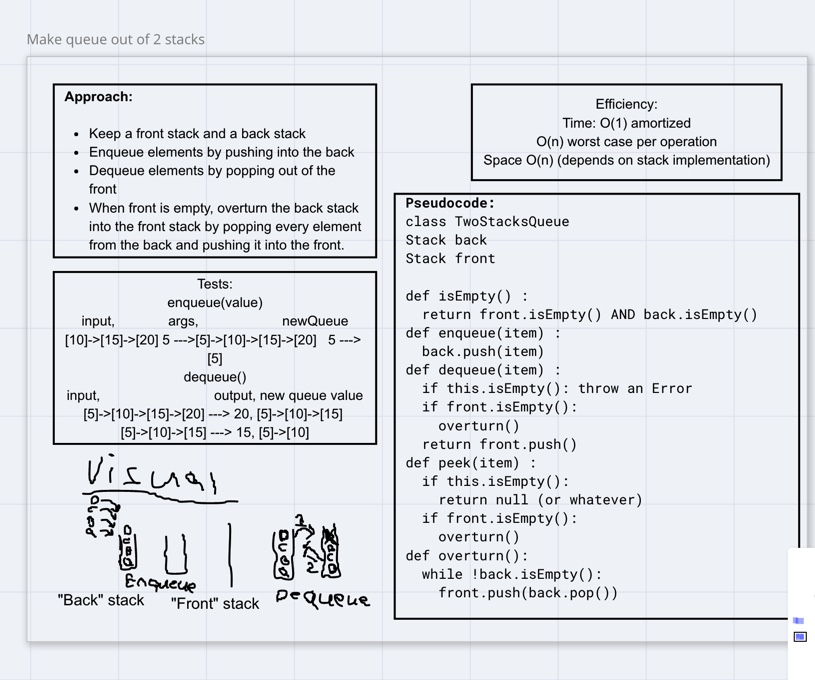 Make queue out of 2 stacks
Approach:
• Keep a front stack and a back stack
• Enqueue elements by pushing into the back
• Dequeue elements by popping out of the
front
• When front is empty, overturn the back stack
into the front stack by popping every element
from the back and pushing it into the front.
Efficiency:
Time: O(1) amortized
O(n) worst case per operation
Space O(n) (depends on stack implementation)
Tests:
enqueue(value)
input, args, newQueue
[10]->[15]->[20] 5 --->[5]->[10]->[15]->[20] 5 --->
[5]
dequeue()
input, output, new queue value
[5]->[10]->[15]->[20] ---> 20, [5]->[10]->[15]
[5]->[10]->[15] ---> 15, [5]->[10]
Pseudocode:
class TwoStacksQueue
Stack back
Stack front
def isEmpty() :
return front.isEmpty() AND back.isEmpty()
def enqueue(item) :
back.push(item)
def dequeue(item) :
if this.isEmpty(): throw an Error
if front.isEmpty():
overturn()
return front.push()
def peek(item) :
if this.isEmpty():
return null (or whatever)
if front.isEmpty():
overturn()
def overturn():
while !back.isEmpty():
front.push(back.pop())
Visual
1
2
Enqueue
Dequeue
"Back" stack "Front" stack